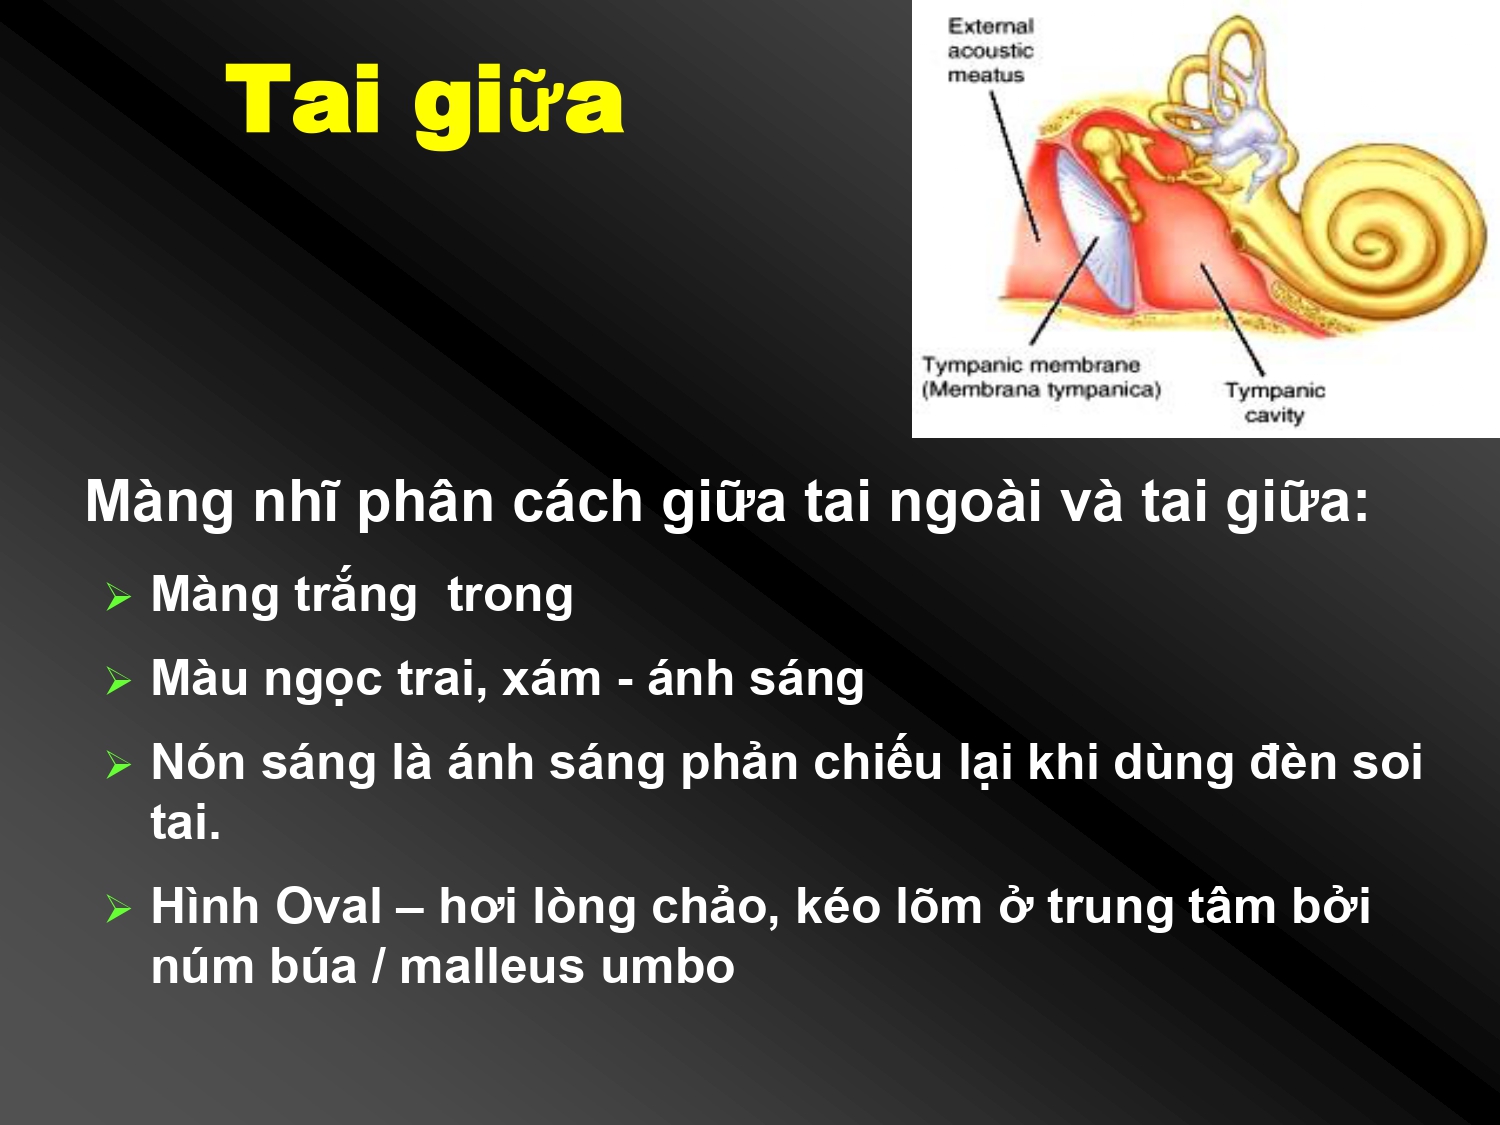 Tai giữa
External
acoustic
meatus
Tympanic membrane
(Membrana tympanica)
Tympanic
cavity
Màng nhĩ phân cách giữa tai ngoài và tai giữa:
Màng trắng  trong
Màu ngọc trai, xám - ánh sáng
Nón sáng là ánh sáng phản chiếu lại khi dùng đèn soi
tai.
Hình Oval – hơi lòng chảo, kéo lõm ở trung tâm bởi
núm búa / malleus umbo